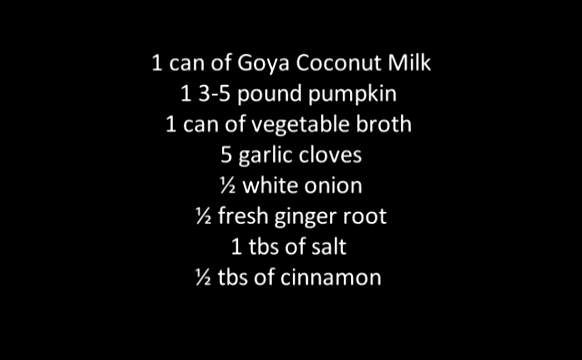 1 can of Goya Coconut Milk
1 3-5 pound pumpkin
1 can of vegetable broth
5 garlic cloves
½ white onion
½ fresh ginger root
1 tbs of salt
½ tbs of cinnamon